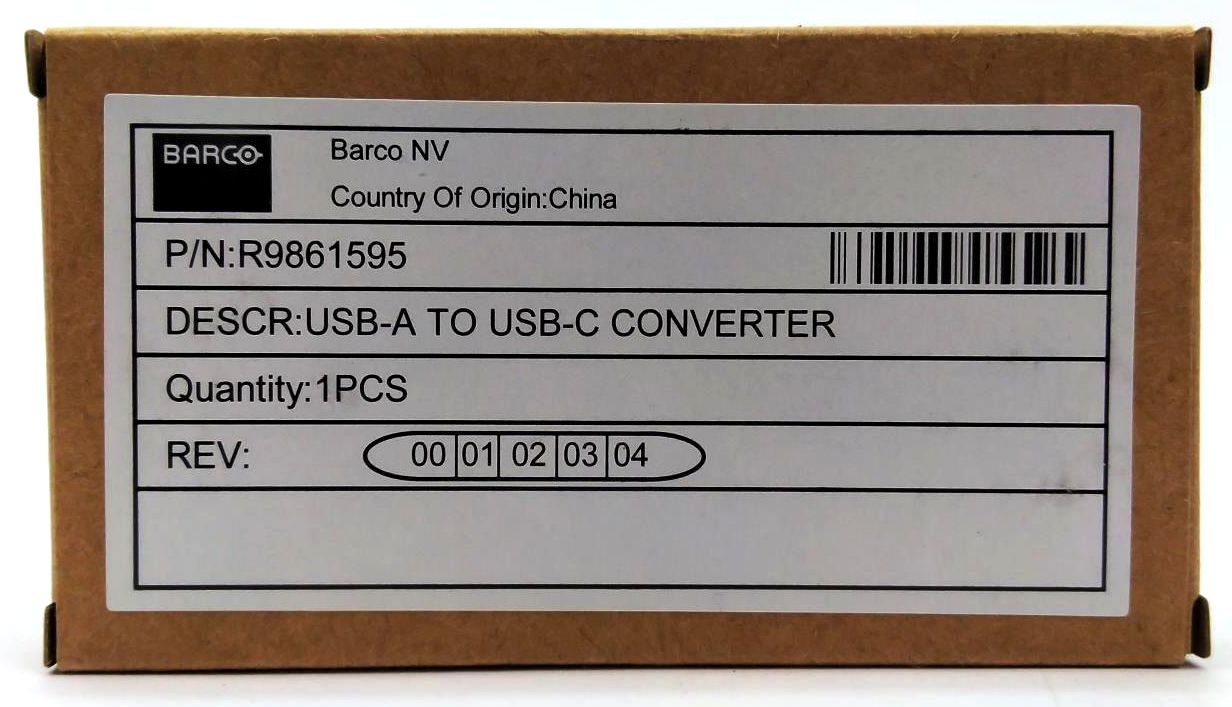 BARCO
Barco NV
Country Of Origin:China
P/N:R9861595
DESCR:USB-A TO USB-C CONVERTER
Quantity:1PCS
REV: 00 01 02 03 04